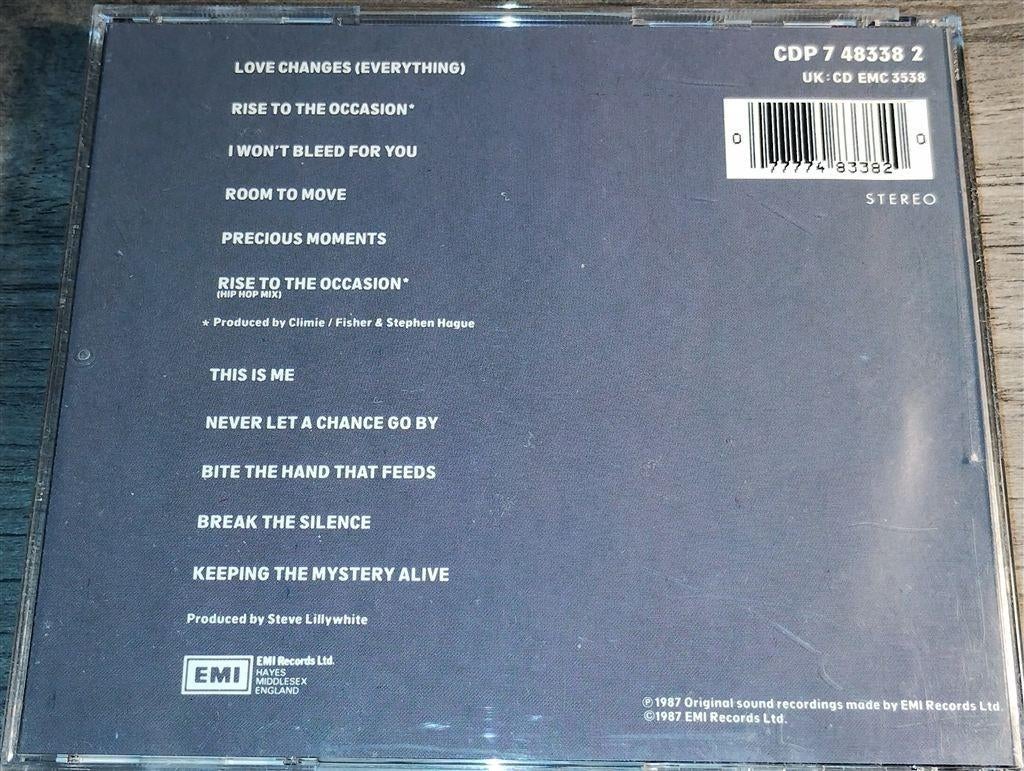 LOVE CHANGES (EVERYTHING)
RISE TO THE OCCASION*
I WON'T BLEED FOR YOU
ROOM TO MOVE
PRECIOUS MOMENTS
RISE TO THE OCCASION*
(HIP HOP MIX)
* Produced by Climie / Fisher & Stephen Hague
THIS IS ME
NEVER LET A CHANCE GO BY
BITE THE HAND THAT FEEDS
BREAK THE SILENCE
KEEPING THE MYSTERY ALIVE
Produced by Steve Lillywhite
EMI
EMI Records Ltd.
HAYES
MIDDLESEX
ENGLAND
CDP 7 48338 2
UK: CD EMC 3538
0 77774 83382 0
STEREO
℗1987 Original sound recordings made by EMI Records Ltd.
©1987 EMI Records Ltd.